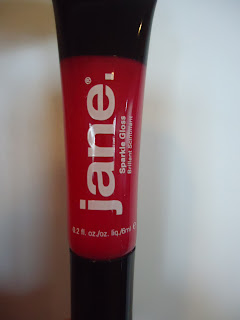 jane.®
Sparkle Gloss
Brillant Scintillant
0.2 fl. oz./oz. liq./6ml e